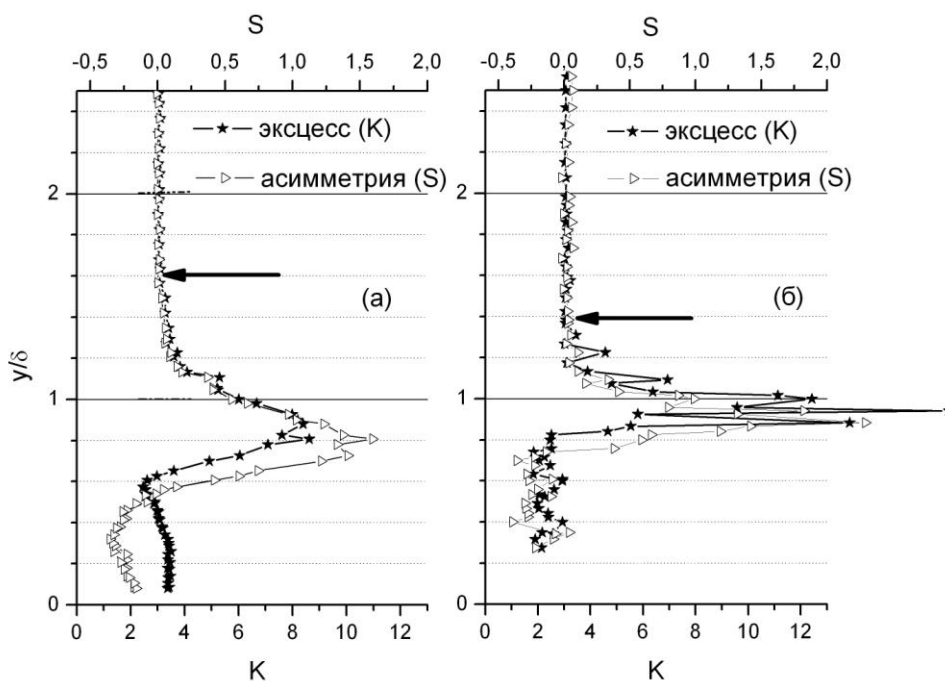 S
S
-0,5 0,0 0,5 1,0 1,5 2,0
-0,5 0,0 0,5 1,0 1,5 2,0
эксцесс (K)
эксцесс (K)
асимметрия (S)
асимметрия (S)
2
2
(а)
(б)
y/δ
1
1
0
0
0 2 4 6 8 10 12
0 2 4 6 8 10 12
K
K